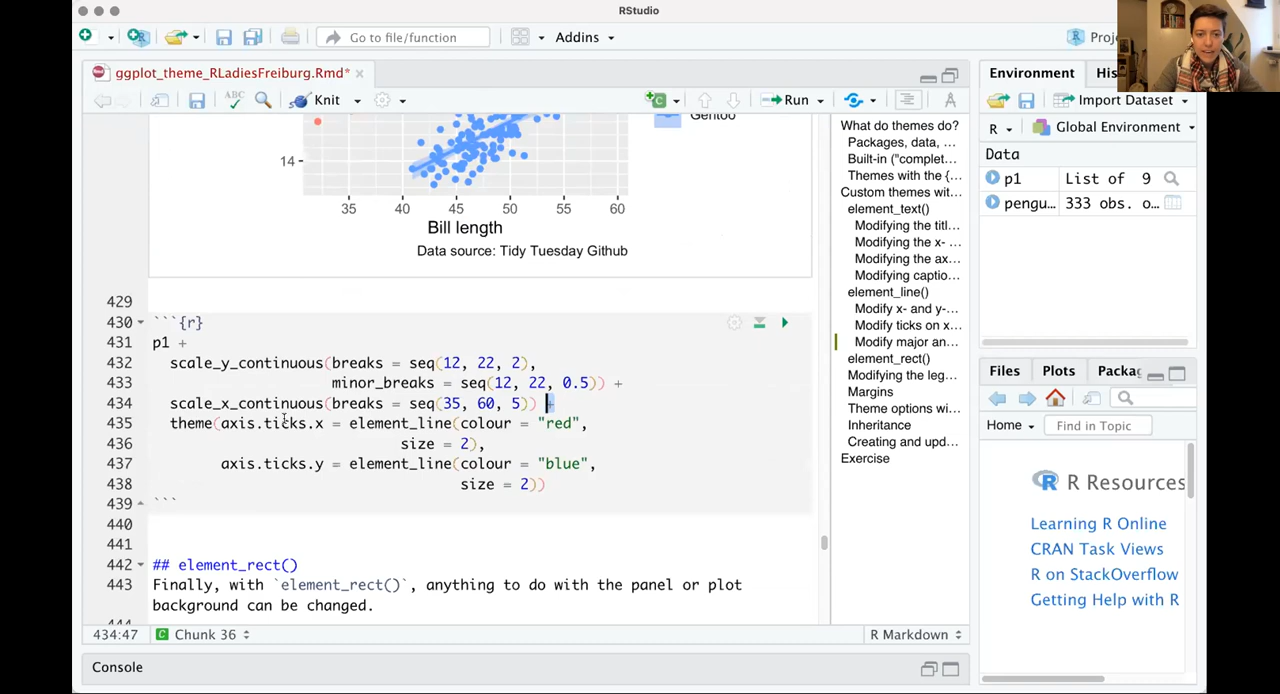 RStudio
Go to file/function
Addins
ggplot_theme_RLadiesFreiburg.Rmd*
ABC
Knit
Run
Gentoo
14
35 40 45 50 55 60
Bill length
Data source: Tidy Tuesday Github
429
430 ```{r}
431 p1 +
432 scale_y_continuous(breaks = seq(12, 22, 2),
433 minor_breaks = seq(12, 22, 0.5)) +
434 scale_x_continuous(breaks = seq(35, 60, 5)) +
435 theme(axis.ticks.x = element_line(colour = "red",
436 size = 2),
437 axis.ticks.y = element_line(colour = "blue",
438 size = 2))
439 ```
440
441
442 ## element_rect()
443 Finally, with `element_rect()`, anything to do with the panel or plot
background can be changed.
434:47 Chunk 36 R Markdown
Console
What do themes do?
Packages, data, ...
Built-in ("complet...
Themes with the {...
Custom themes wit...
element_text()
Modifying the titl...
Modifying the x- ...
Modifying the ax...
Modifying captio...
element_line()
Modify x- and y-...
Modify ticks on x...
Modify major an...
element_rect()
Modifying the leg...
Margins
Theme options wi...
Inheritance
Creating and upd...
Exercise
Proje
Environment His
Import Dataset
R Global Environment
Data
p1 List of 9
pengu... 333 obs. o...
Files Plots Packag
Home Find in Topic
R Resources
Learning R Online
CRAN Task Views
R on StackOverflow
Getting Help with R